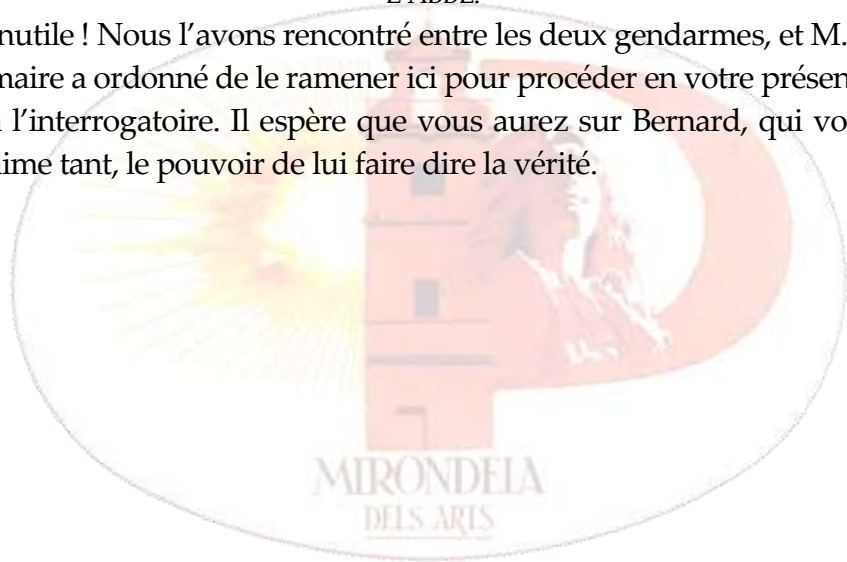 L'ABBÉ.
nutile ! Nous l'avons rencontré entre les deux gendarmes, et M.
maire a ordonné de le ramener ici pour procéder en votre présen
l'interrogatoire. Il espère que vous aurez sur Bernard, qui vo
ime tant, le pouvoir de lui faire dire la vérité.
MIRONDELA
DELS ARTS